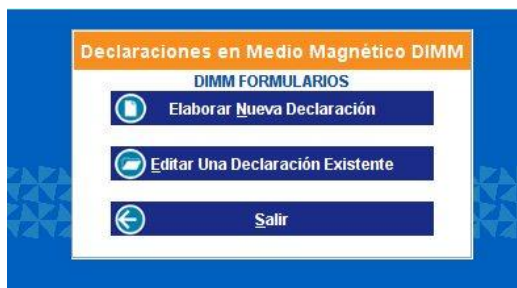 Declaraciones en Medio Magnético DIMM
DIMM FORMULARIOS
Elaborar Nueva Declaración
Editar Una Declaración Existente
Salir